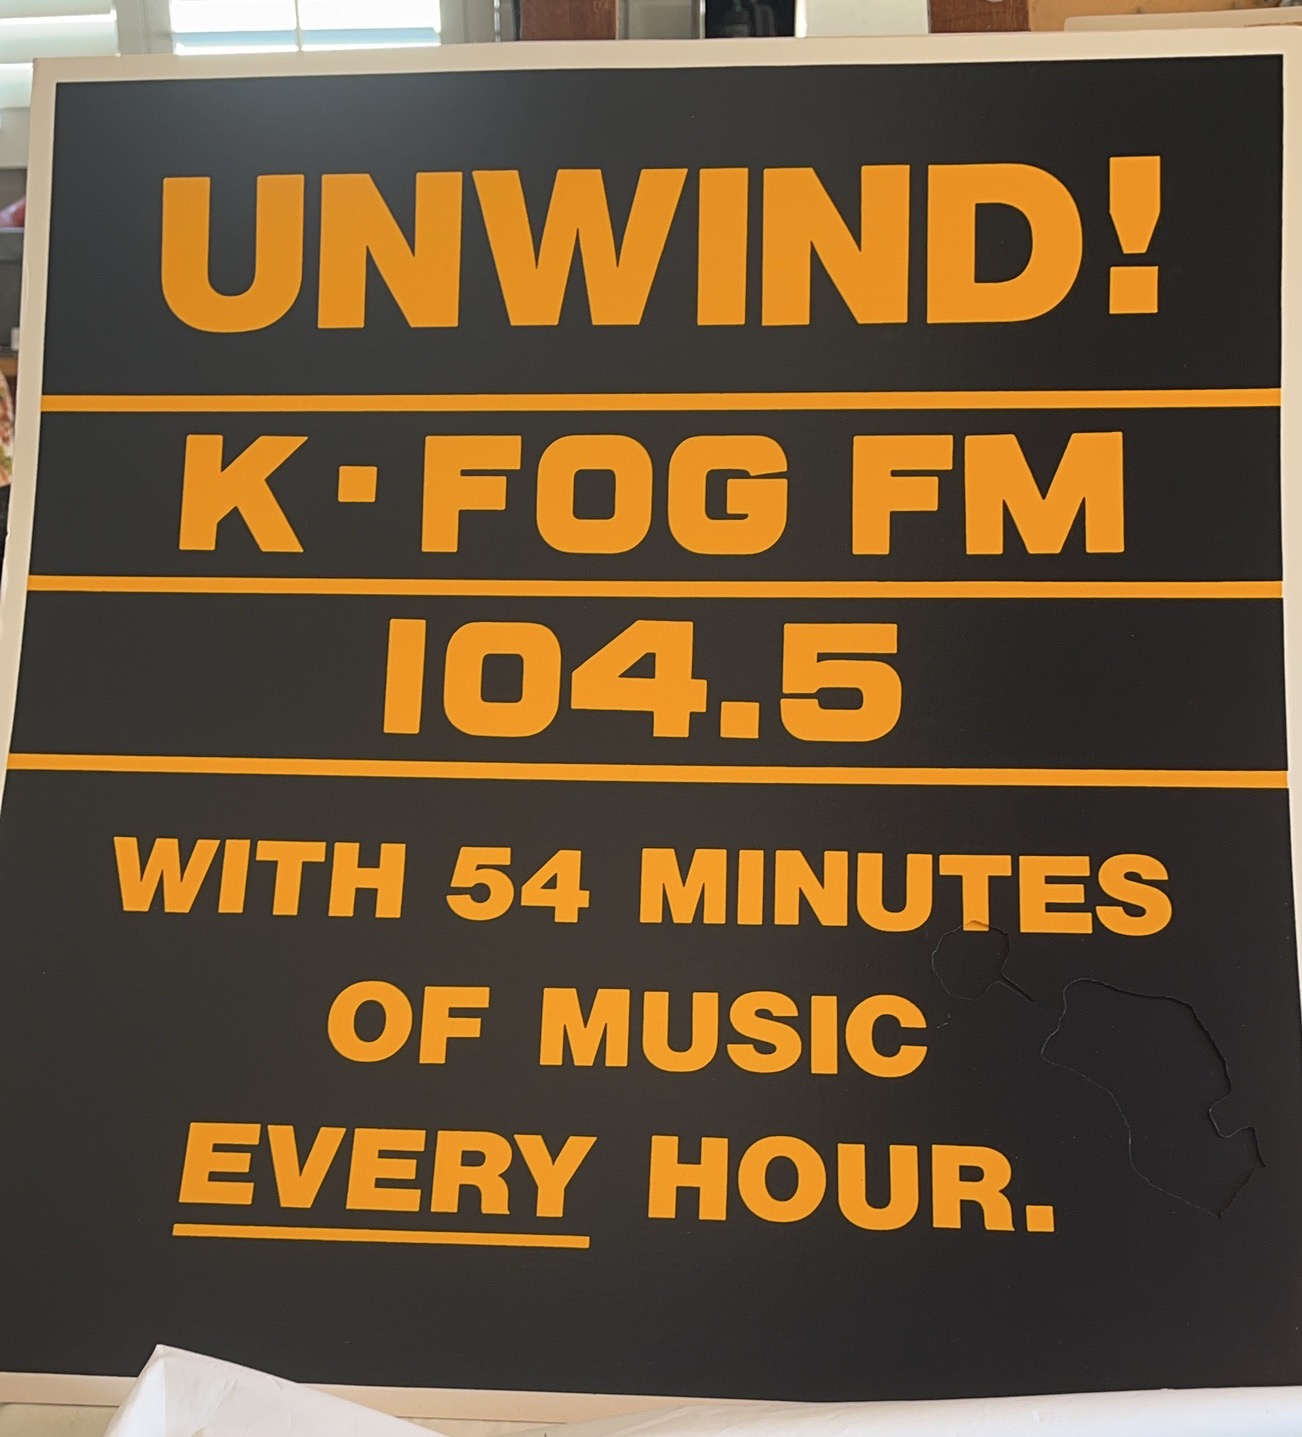 UNWIND!
K·FOG FM
104.5
WITH 54 MINUTES
OF MUSIC
EVERY HOUR.